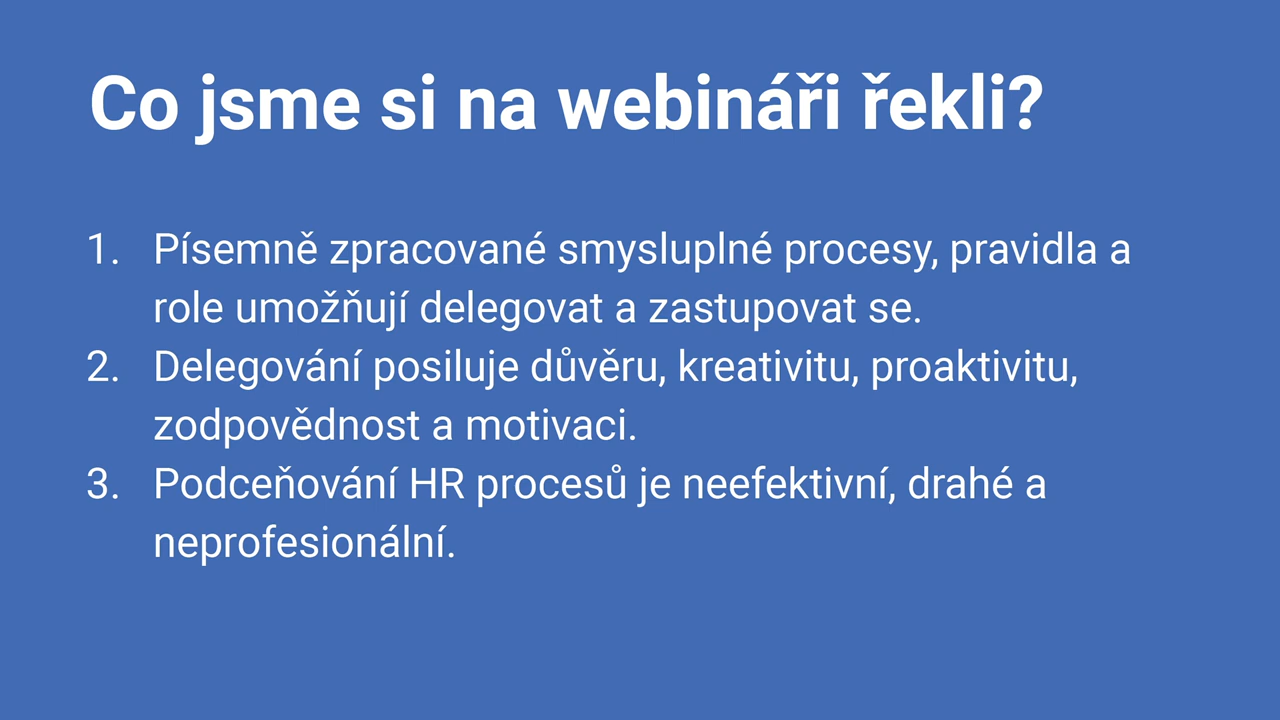 Co jsme si na webináři řekli?
1. Písemně zpracované smysluplné procesy, pravidla a
role umožňují delegovat a zastupovat se.
2. Delegování posiluje důvěru, kreativitu, proaktivitu,
zodpovědnost a motivaci.
3. Podceňování HR procesů je neefektivní, drahé a
neprofesionální.